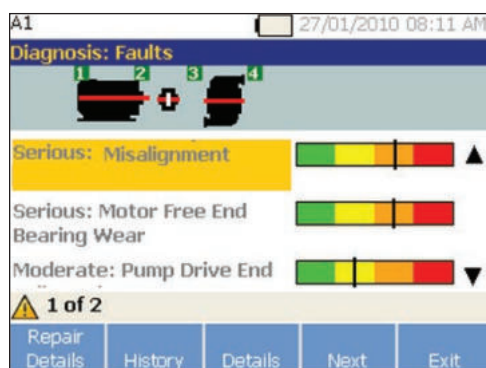 A1 27/01/2010 08:11 AM
Diagnosis: Faults
1 2 3 4
Serious: Misalignment
Serious: Motor Free End
Bearing Wear
Moderate: Pump Drive End
1 of 2
Repair
Details History Details Next Exit